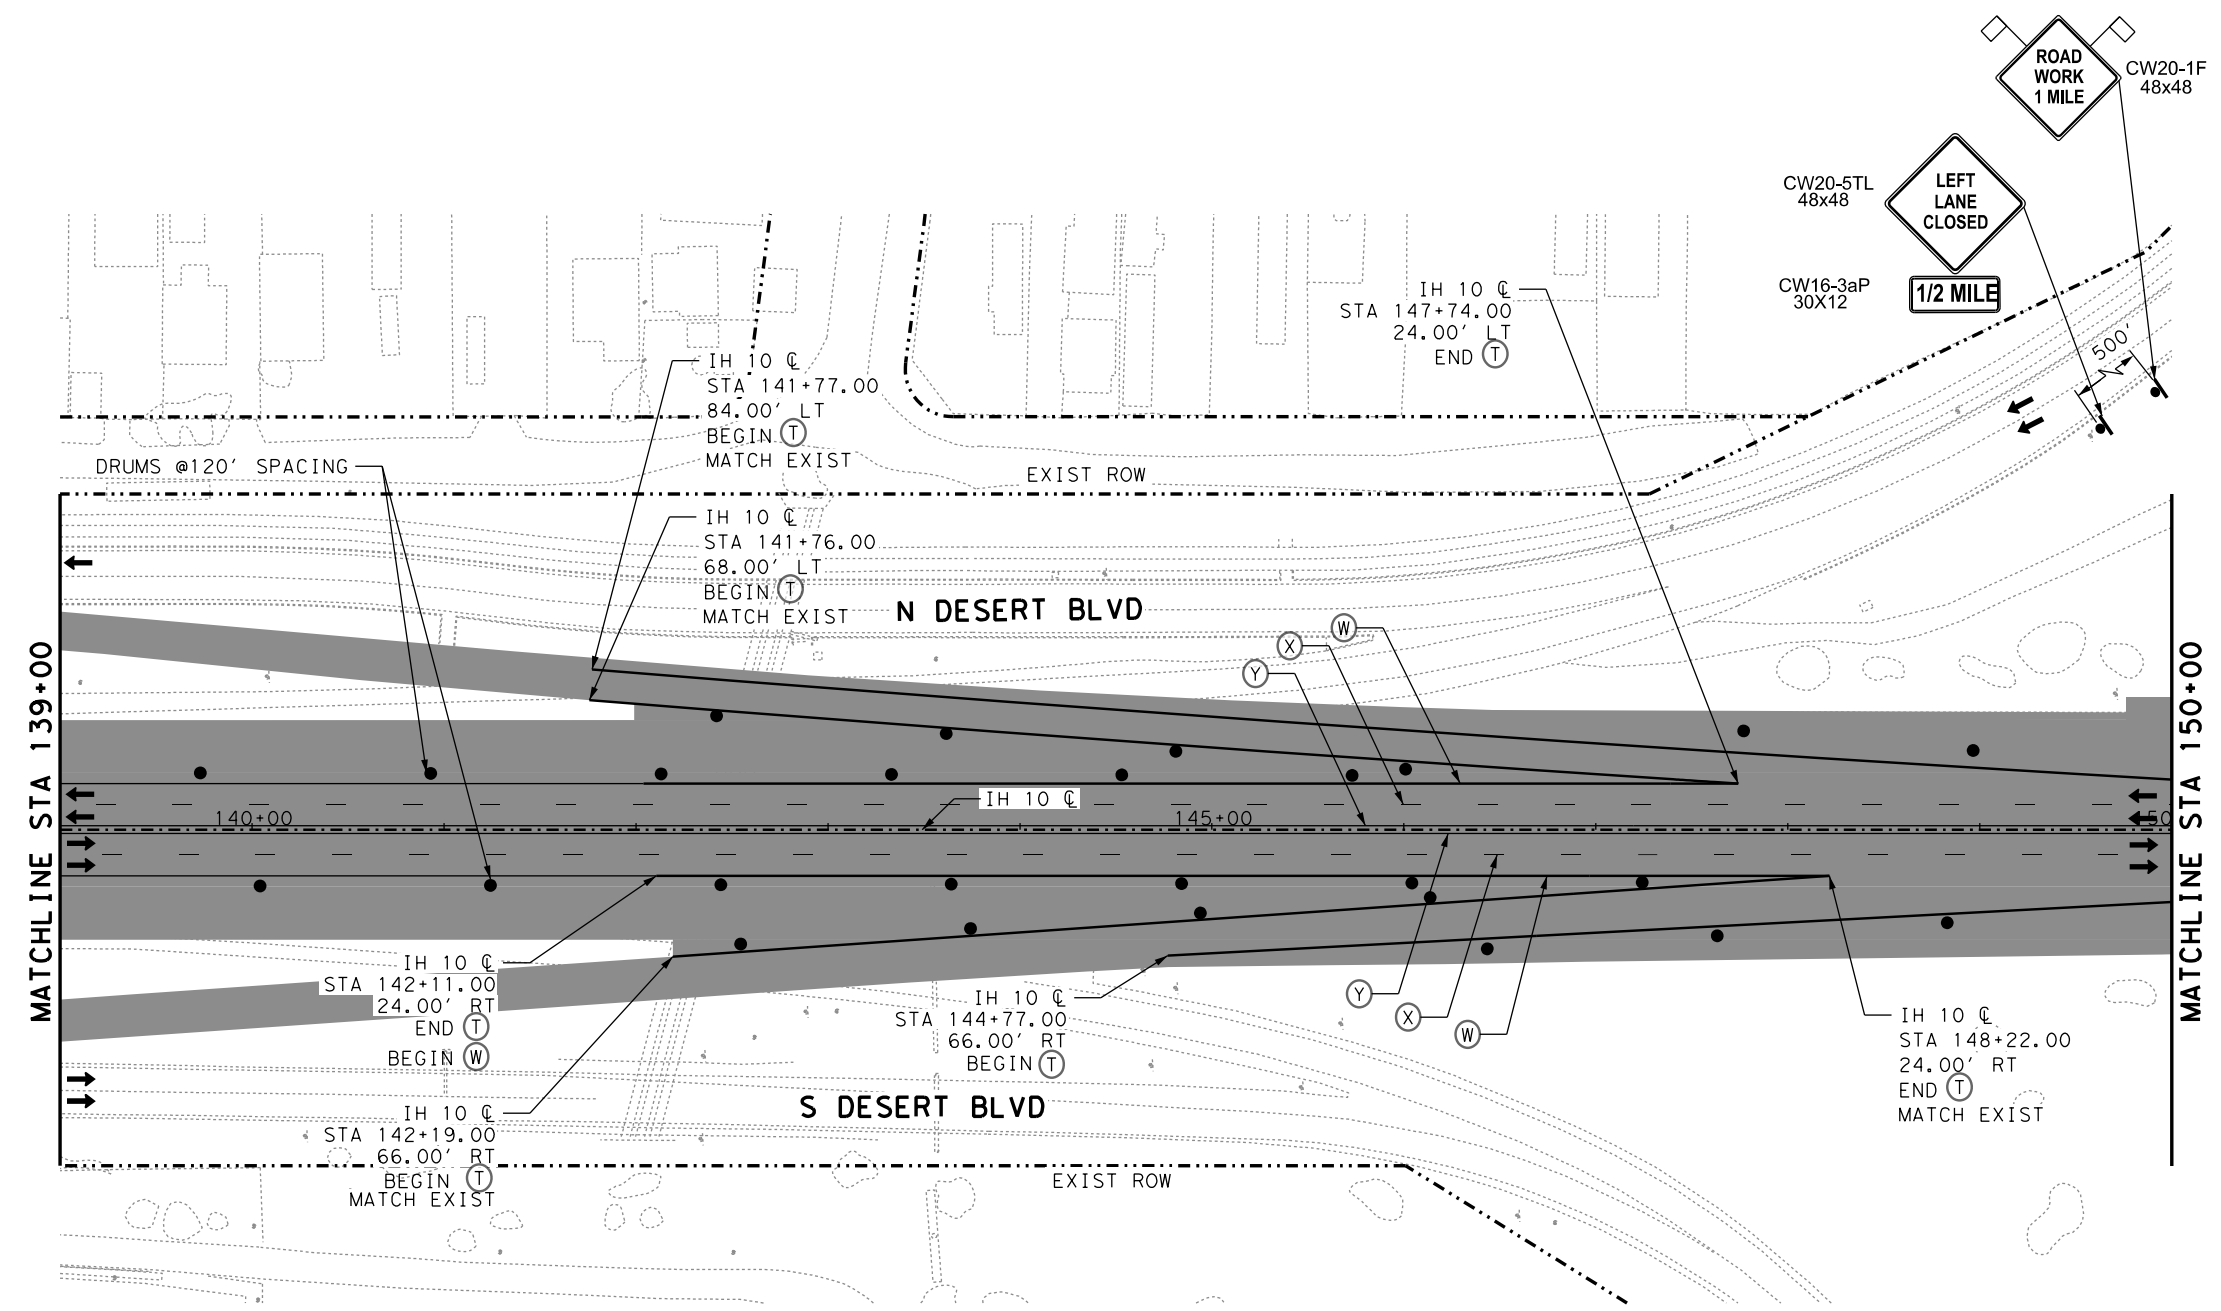 ROAD
WORK
1 MILE
CW20-1F
48x48
CW20-5TL
48x48
LEFT
LANE
CLOSED
CW16-3aP
30X12
1/2 MILE
500'
IH 10 ℄
STA 147+74.00
24.00' LT
END T
IH 10 ℄
STA 141+77.00
84.00' LT
BEGIN T
MATCH EXIST
DRUMS @120' SPACING
EXIST ROW
IH 10 ℄
STA 141+76.00
68.00' LT
BEGIN T
MATCH EXIST
N DESERT BLVD
W
X
Y
MATCHLINE STA 139+00
MATCHLINE STA 150+00
IH 10 ℄
140+00
145+00
50
IH 10 ℄
STA 142+11.00
24.00' RT
END T
BEGIN W
IH 10 ℄
STA 144+77.00
66.00' RT
BEGIN T
Y
X
W
IH 10 ℄
STA 148+22.00
24.00' RT
END T
MATCH EXIST
S DESERT BLVD
IH 10 ℄
STA 142+19.00
66.00' RT
BEGIN T
MATCH EXIST
EXIST ROW